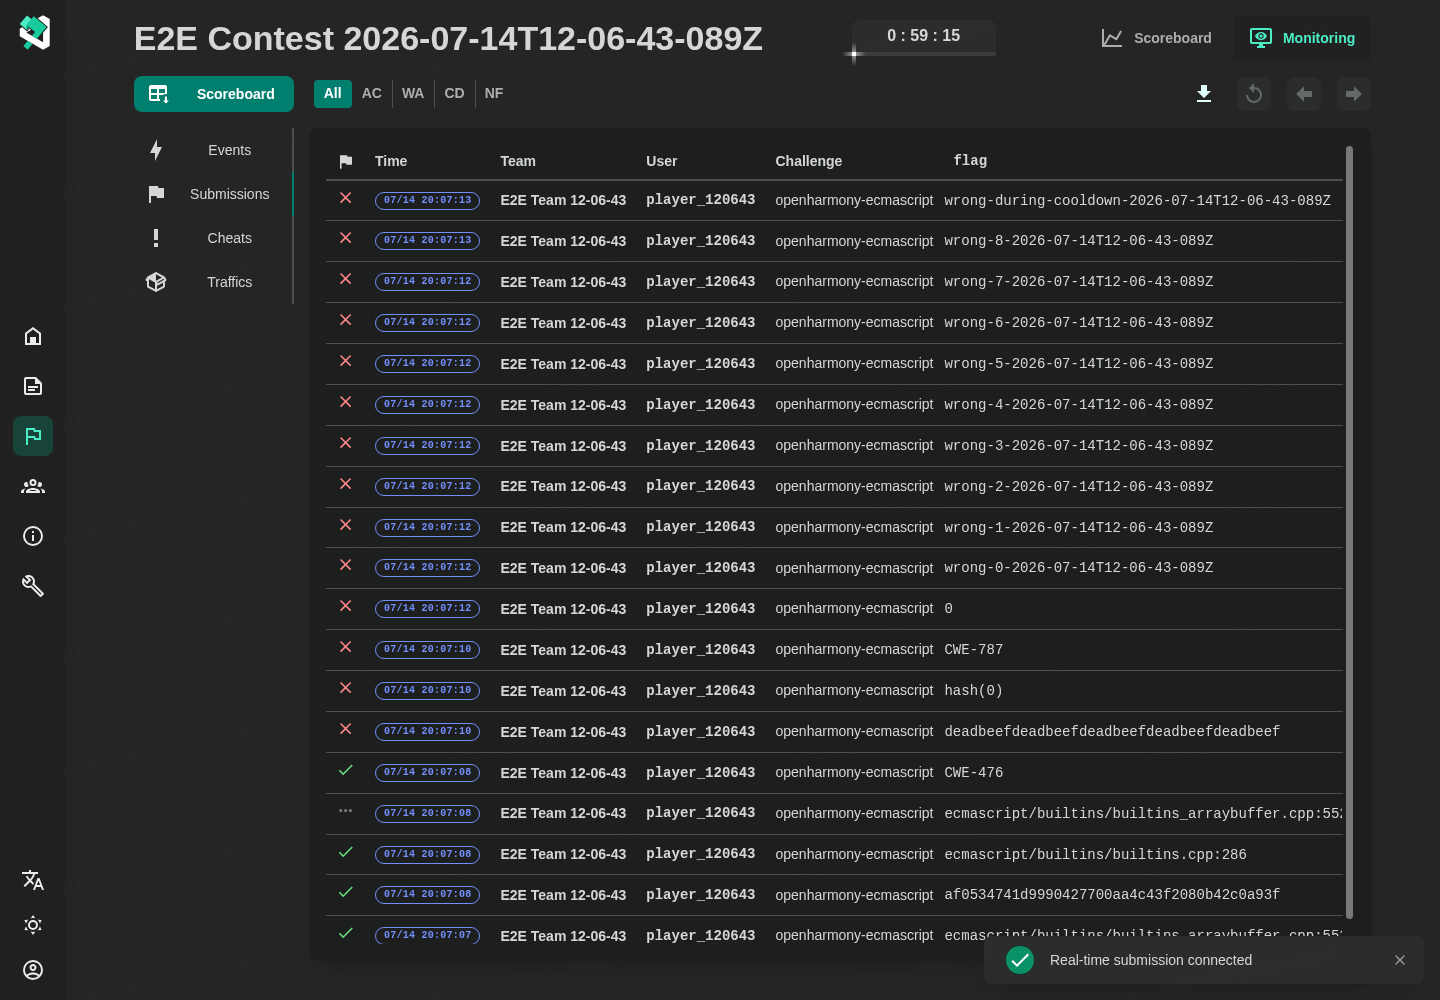 E2E Contest 2026-07-14T12-06-43-089Z
0 : 59 : 15
Scoreboard
Monitoring
Scoreboard
All
AC
WA
CD
NF
Events
Submissions
Cheats
Traffics
Time Team User Challenge flag
07/14 20:07:13 E2E Team 12-06-43 player_120643 openharmony-ecmascript wrong-during-cooldown-2026-07-14T12-06-43-089Z
07/14 20:07:13 E2E Team 12-06-43 player_120643 openharmony-ecmascript wrong-8-2026-07-14T12-06-43-089Z
07/14 20:07:12 E2E Team 12-06-43 player_120643 openharmony-ecmascript wrong-7-2026-07-14T12-06-43-089Z
07/14 20:07:12 E2E Team 12-06-43 player_120643 openharmony-ecmascript wrong-6-2026-07-14T12-06-43-089Z
07/14 20:07:12 E2E Team 12-06-43 player_120643 openharmony-ecmascript wrong-5-2026-07-14T12-06-43-089Z
07/14 20:07:12 E2E Team 12-06-43 player_120643 openharmony-ecmascript wrong-4-2026-07-14T12-06-43-089Z
07/14 20:07:12 E2E Team 12-06-43 player_120643 openharmony-ecmascript wrong-3-2026-07-14T12-06-43-089Z
07/14 20:07:12 E2E Team 12-06-43 player_120643 openharmony-ecmascript wrong-2-2026-07-14T12-06-43-089Z
07/14 20:07:12 E2E Team 12-06-43 player_120643 openharmony-ecmascript wrong-1-2026-07-14T12-06-43-089Z
07/14 20:07:12 E2E Team 12-06-43 player_120643 openharmony-ecmascript wrong-0-2026-07-14T12-06-43-089Z
07/14 20:07:12 E2E Team 12-06-43 player_120643 openharmony-ecmascript 0
07/14 20:07:10 E2E Team 12-06-43 player_120643 openharmony-ecmascript CWE-787
07/14 20:07:10 E2E Team 12-06-43 player_120643 openharmony-ecmascript hash(0)
07/14 20:07:10 E2E Team 12-06-43 player_120643 openharmony-ecmascript deadbeefdeadbeefdeadbeefdeadbeefdeadbeef
07/14 20:07:08 E2E Team 12-06-43 player_120643 openharmony-ecmascript CWE-476
07/14 20:07:08 E2E Team 12-06-43 player_120643 openharmony-ecmascript ecmascript/builtins/builtins_arraybuffer.cpp:552
07/14 20:07:08 E2E Team 12-06-43 player_120643 openharmony-ecmascript ecmascript/builtins/builtins.cpp:286
07/14 20:07:08 E2E Team 12-06-43 player_120643 openharmony-ecmascript af0534741d9990427700aa4c43f2080b42c0a93f
07/14 20:07:07 E2E Team 12-06-43 player_120643 openharmony-ecmascript ecmascript/builtins/builtins_arraybuffer.cpp:552
Real-time submission connected